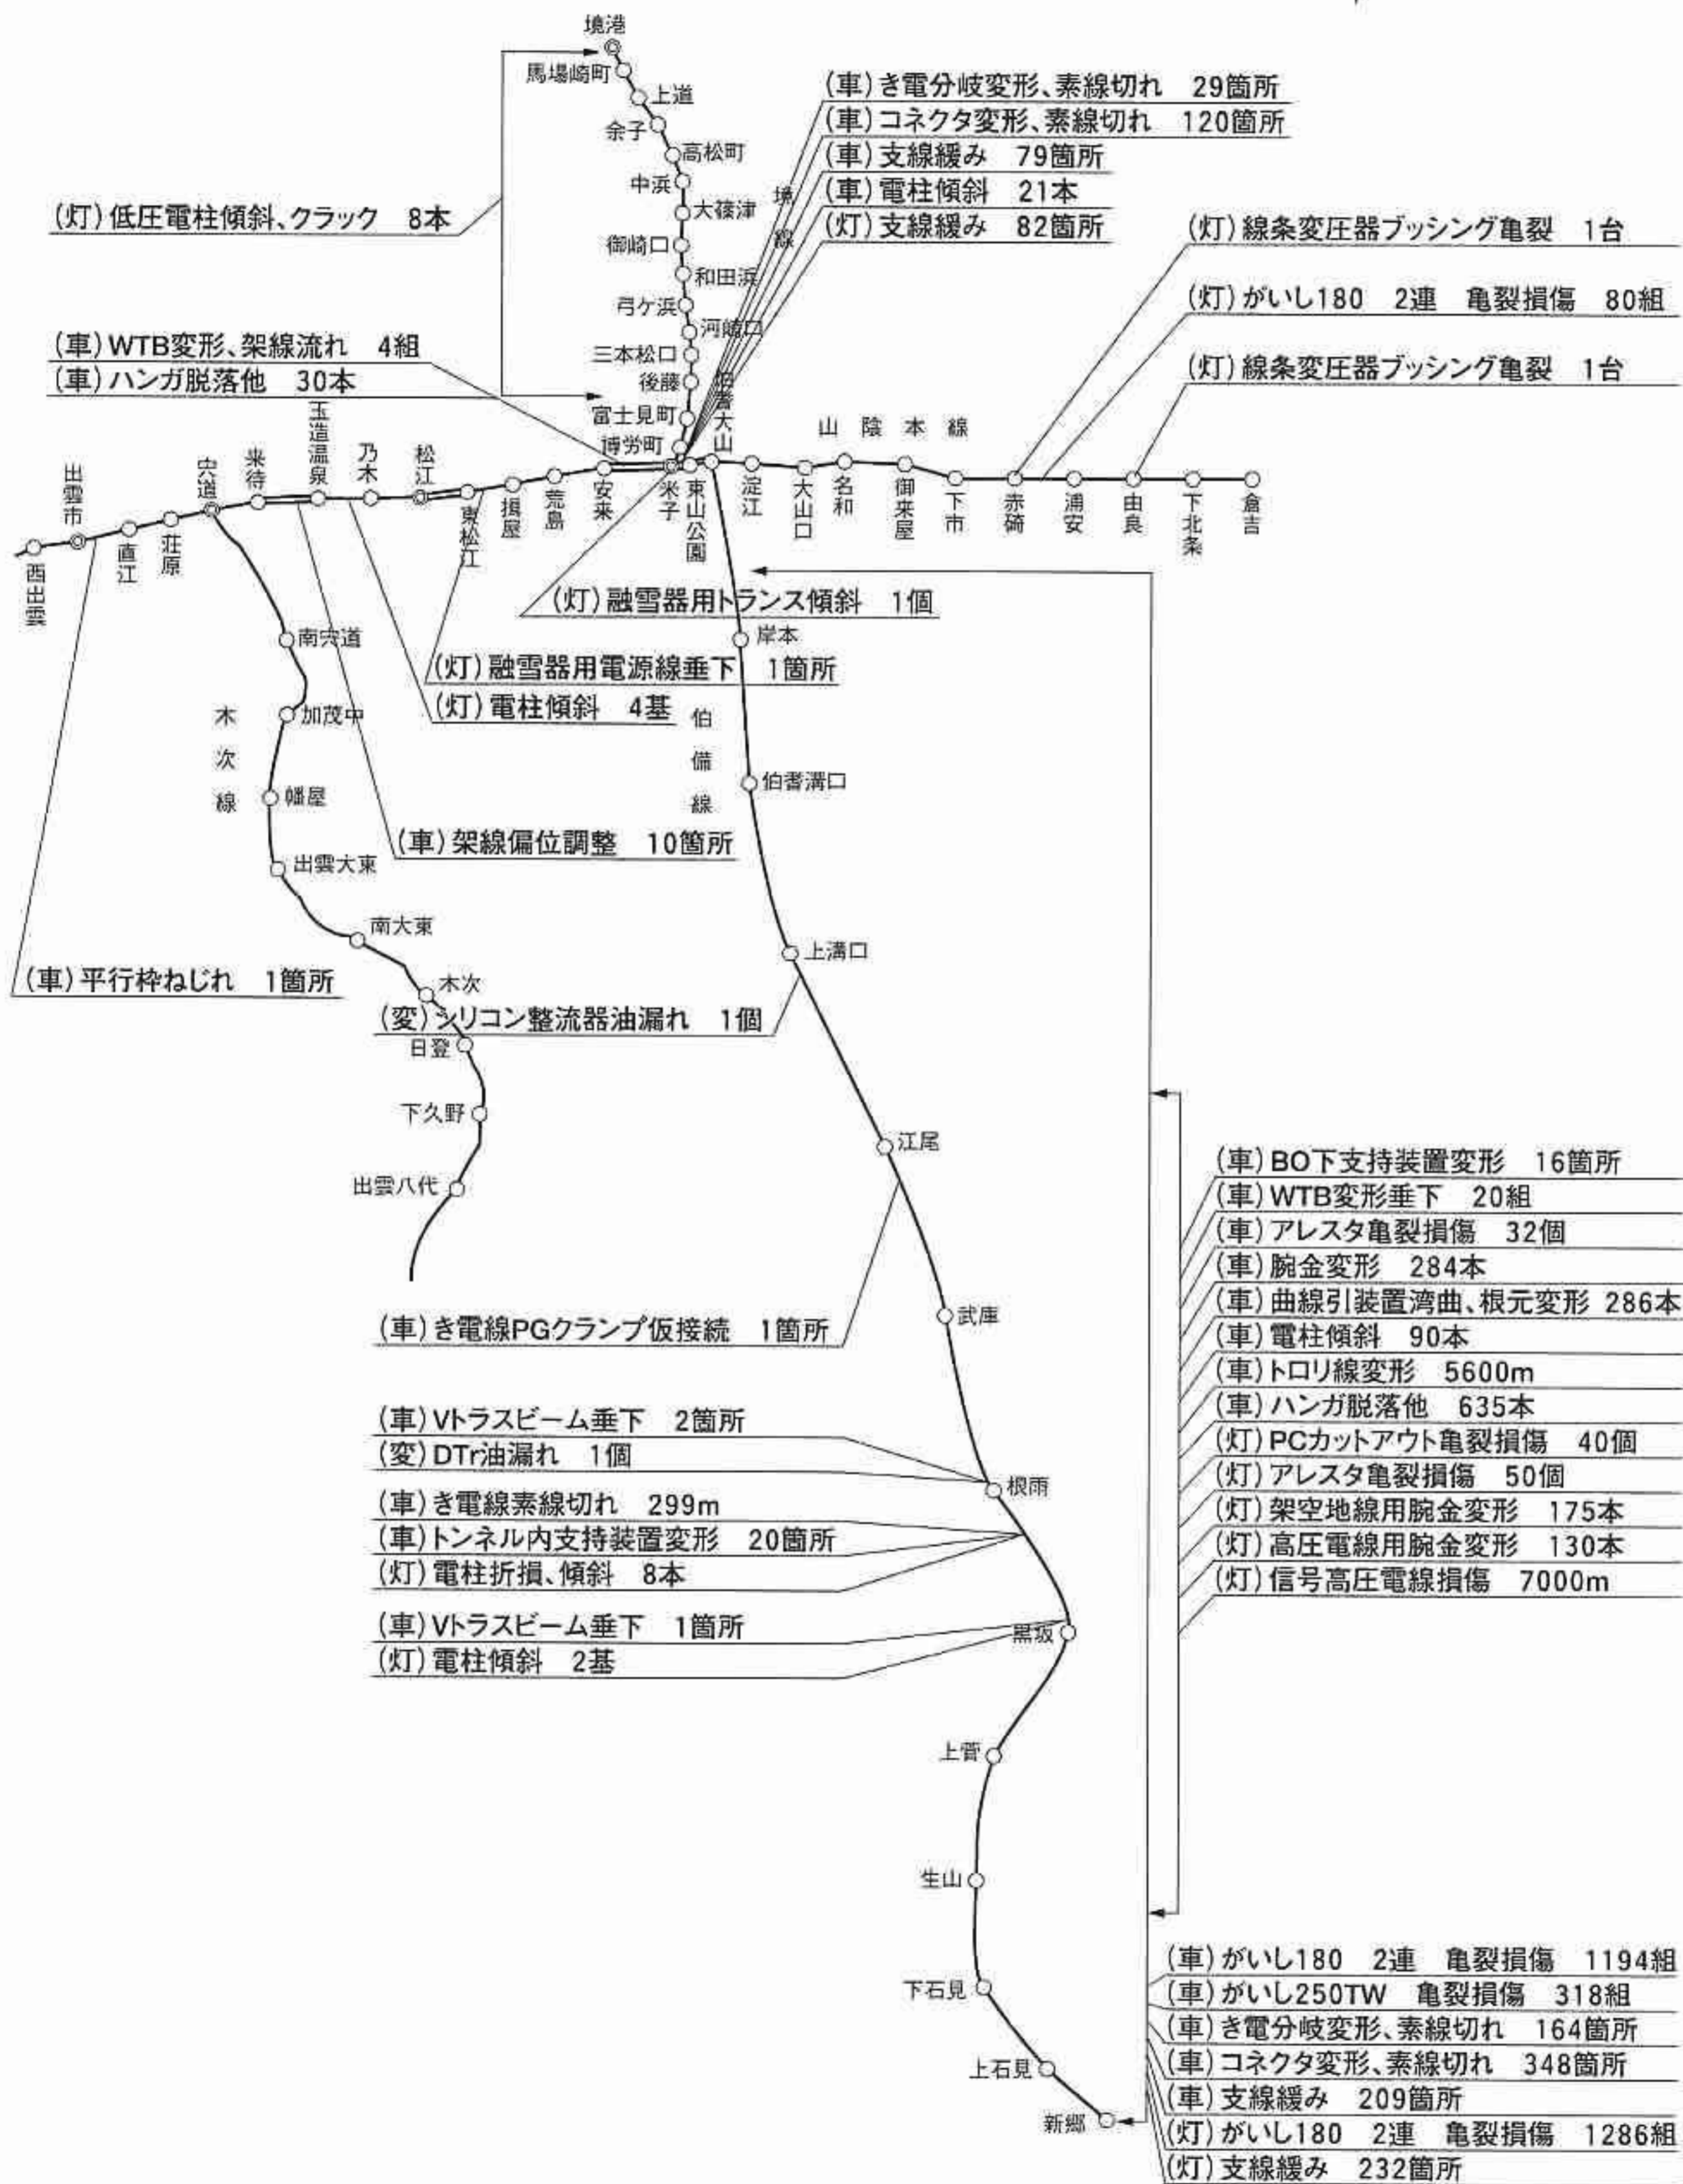 境港
馬場崎町
上道
余子
高松町
中浜
大篠津
御崎口
和田浜
弓ケ浜
河崎口
三本松口
後藤
富士見町
博労町
境線
(車)き電分岐変形、素線切れ 29箇所
(車)コネクタ変形、素線切れ 120箇所
(車)支線緩み 79箇所
(車)電柱傾斜 21本
(灯)支線緩み 82箇所
(灯)低圧電柱傾斜、クラック 8本
(灯)線条変圧器ブッシング亀裂 1台
(灯)がいし180 2連 亀裂損傷 80組
(灯)線条変圧器ブッシング亀裂 1台
(車)WTB変形、架線流れ 4組
(車)ハンガ脱落他 30本
山陰本線
西出雲
出雲市
直江
荘原
宍道
来待
玉造温泉
乃木
松江
東松江
揖屋
荒島
安来
米子
東山公園
伯耆大山
淀江
大山口
名和
御来屋
下市
赤碕
浦安
由良
下北条
倉吉
(灯)融雪器用トランス傾斜 1個
(灯)融雪器用電源線垂下 1箇所
(灯)電柱傾斜 4基
(車)架線偏位調整 10箇所
(車)平行枠ねじれ 1箇所
木次線
南宍道
加茂中
幡屋
出雲大東
南大東
木次
日登
下久野
出雲八代
伯備線
岸本
伯耆溝口
上溝口
江尾
武庫
根雨
黒坂
上菅
生山
下石見
上石見
新郷
(変)シリコン整流器油漏れ 1個
(車)き電線PGクランプ仮接続 1箇所
(車)Vトラスビーム垂下 2箇所
(変)DTr油漏れ 1個
(車)き電線素線切れ 299m
(車)トンネル内支持装置変形 20箇所
(灯)電柱折損、傾斜 8本
(車)Vトラスビーム垂下 1箇所
(灯)電柱傾斜 2基
(車)BO下支持装置変形 16箇所
(車)WTB変形垂下 20組
(車)アレスタ亀裂損傷 32個
(車)腕金変形 284本
(車)曲線引装置湾曲、根元変形 286本
(車)電柱傾斜 90本
(車)トロリ線変形 5600m
(車)ハンガ脱落他 635本
(灯)PCカットアウト亀裂損傷 40個
(灯)アレスタ亀裂損傷 50個
(灯)架空地線用腕金変形 175本
(灯)高圧電線用腕金変形 130本
(灯)信号高圧電線損傷 7000m
(車)がいし180 2連 亀裂損傷 1194組
(車)がいし250TW 亀裂損傷 318組
(車)き電分岐変形、素線切れ 164箇所
(車)コネクタ変形、素線切れ 348箇所
(車)支線緩み 209箇所
(灯)がいし180 2連 亀裂損傷 1286組
(灯)支線緩み 232箇所